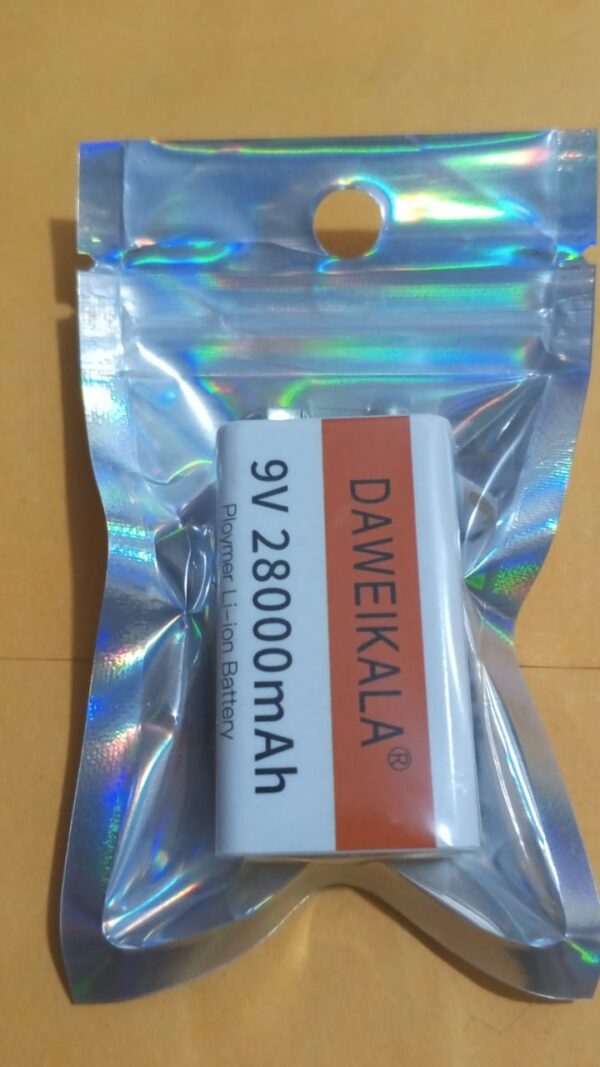 DAWEIKALA®
9V 28000mAh
Ploymer Li-ion Battery